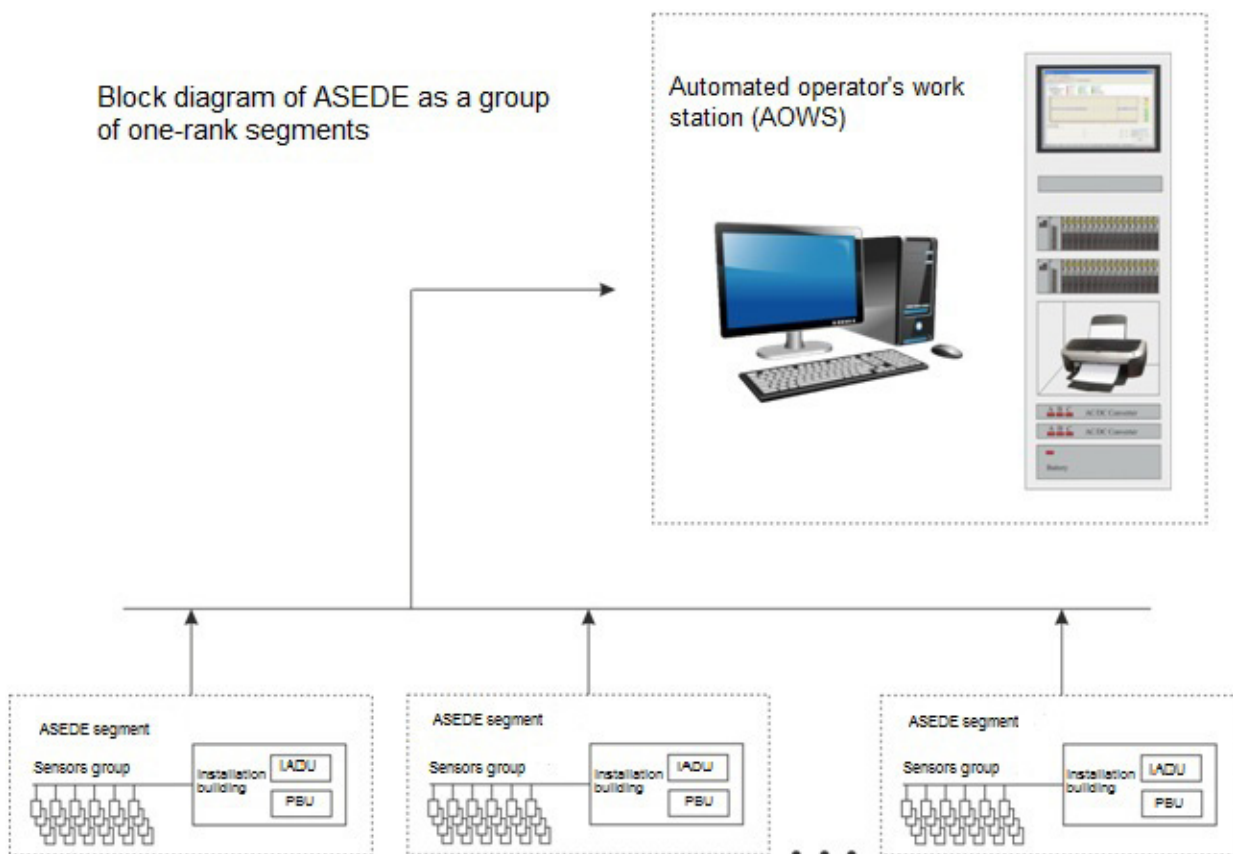 Block diagram of ASEDE as a group
of one-rank segments
Automated operator's work
station (AOWS)
A B C AC/DC Converter
A B C AC/DC Converter
Battery
ASEDE segment
Sensors group
Installation
building
IADU
PBU
ASEDE segment
Sensors group
Installation
building
IADU
PBU
ASEDE segment
Sensors group
Installation
building
IADU
PBU